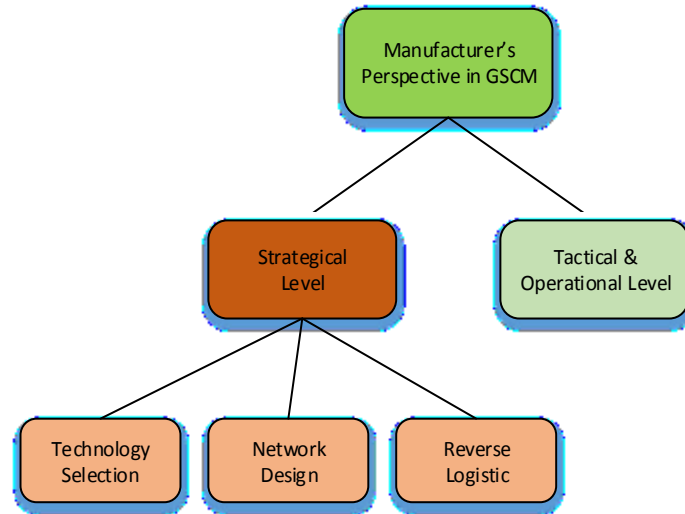 Manufacturer’s
Perspective in GSCM
Strategical
Level
Tactical &
Operational Level
Technology
Selection
Network
Design
Reverse
Logistic